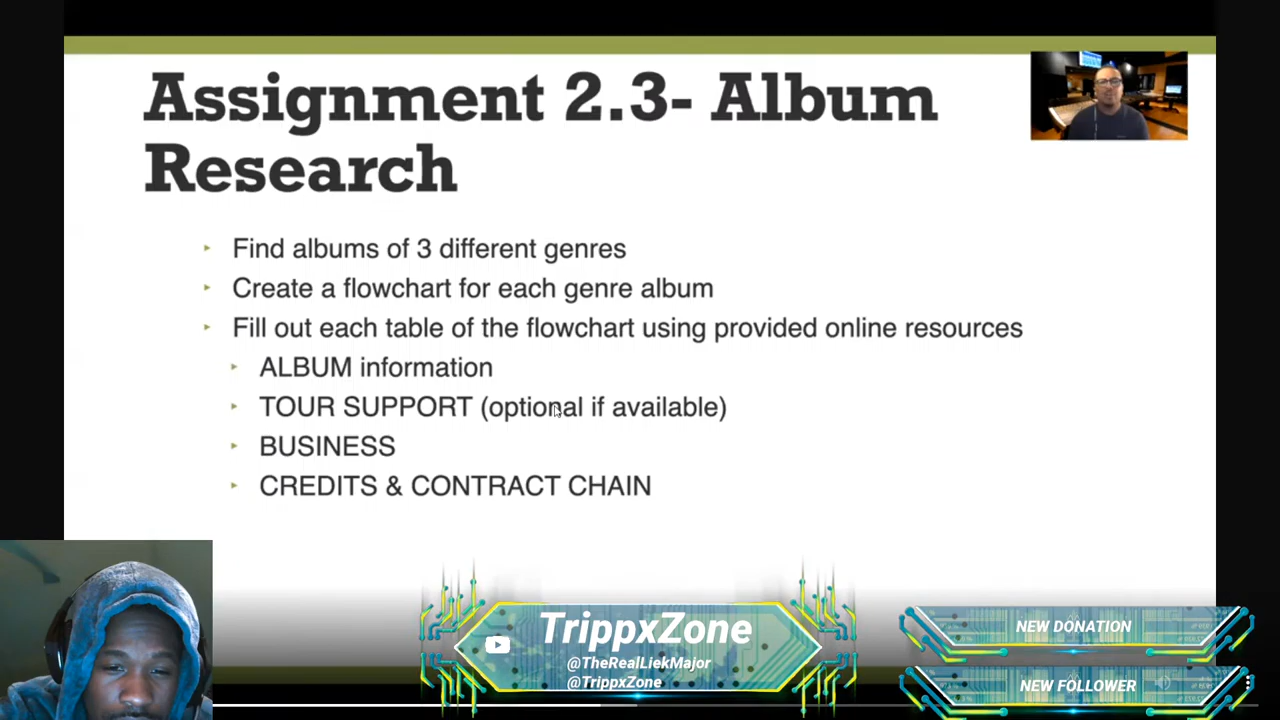 Assignment 2.3- Album
Research
Find albums of 3 different genres
Create a flowchart for each genre album
Fill out each table of the flowchart using provided online resources
ALBUM information
TOUR SUPPORT (optional if available)
BUSINESS
CREDITS & CONTRACT CHAIN
TrippxZone
@TheRealLiekMajor
@TrippxZone
NEW DONATION
NEW FOLLOWER